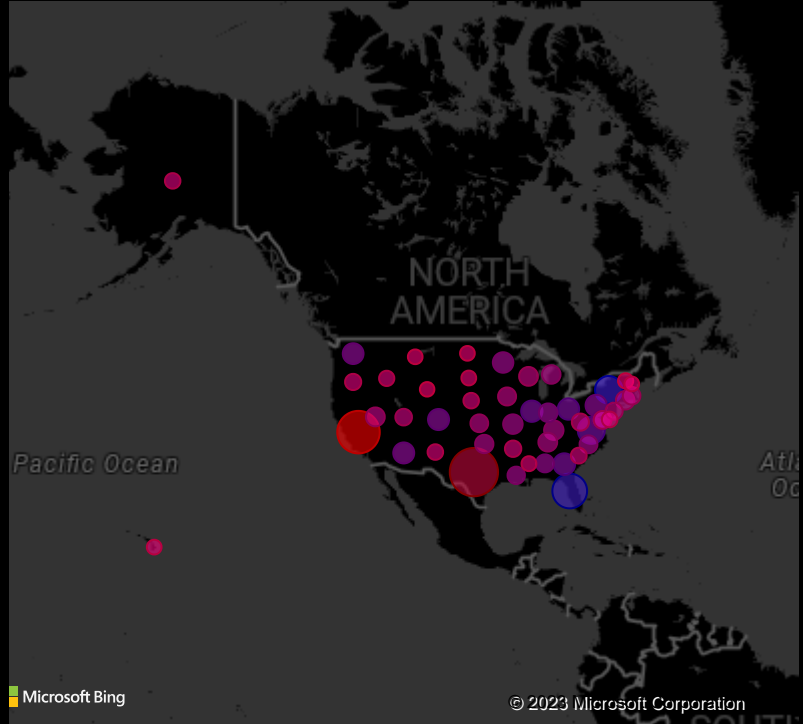 NORTH
AMERICA
Pacific Ocean
Microsoft Bing
© 2023 Microsoft Corporation